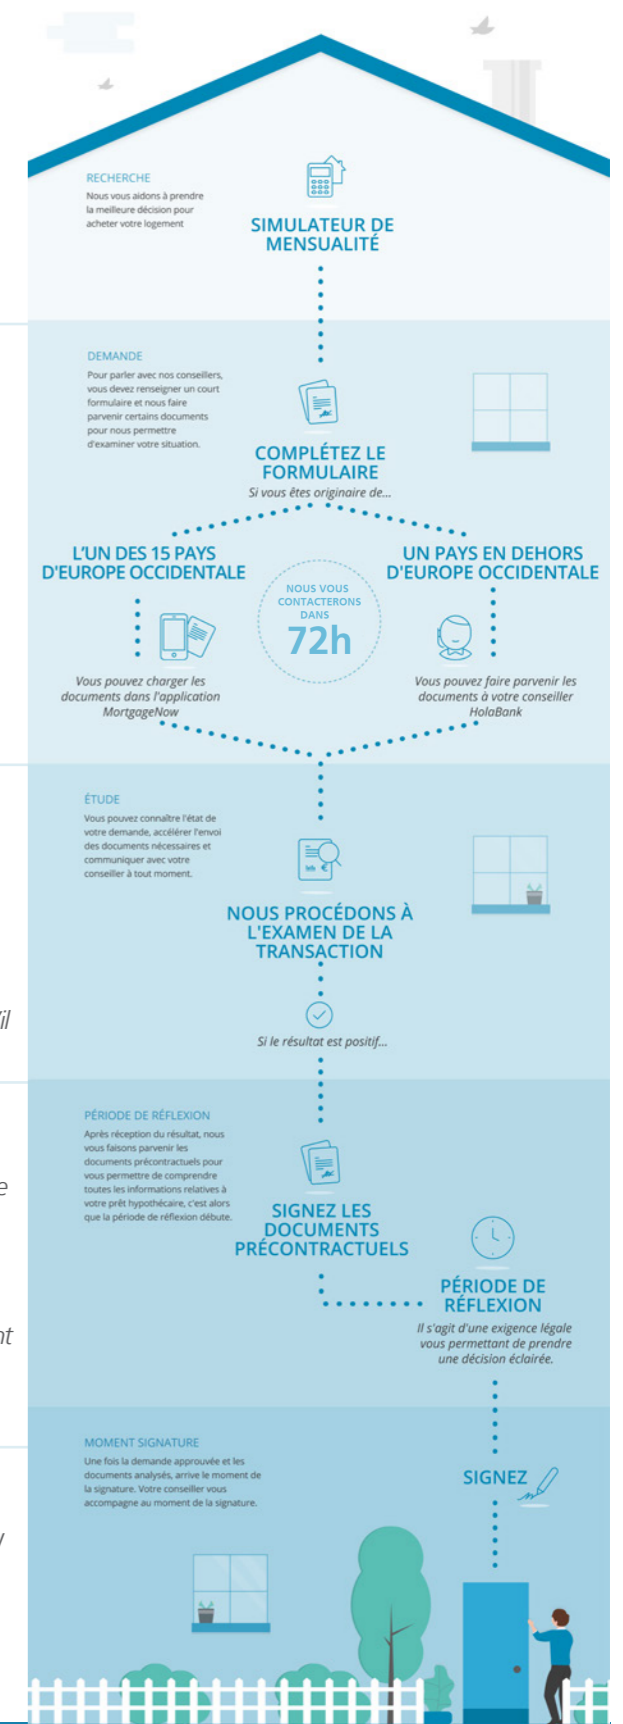 RECHERCHE
Nous vous aidons à prendre
la meilleure décision pour
acheter votre logement
SIMULATEUR DE
MENSUALITÉ
DEMANDE
Pour parler avec nos conseillers,
vous devez renseigner un court
formulaire et nous faire
parvenir certains documents
pour nous permettre
d'examiner votre situation.
COMPLÉTEZ LE
FORMULAIRE
Si vous êtes originaire de...
L'UN DES 15 PAYS
D'EUROPE OCCIDENTALE
NOUS VOUS
CONTACTERONS
DANS
72h
UN PAYS EN DEHORS
D'EUROPE OCCIDENTALE
Vous pouvez charger les
documents dans l'application
MortgageNow
Vous pouvez faire parvenir les
documents à votre conseiller
HolaBank
ÉTUDE
Vous pouvez connaître l'état de
votre demande, accélérer l'envoi
des documents nécessaires et
communiquer avec votre
conseiller à tout moment.
NOUS PROCÉDONS À
L'EXAMEN DE LA
TRANSACTION
Si le résultat est positif...
PÉRIODE DE RÉFLEXION
Après réception du résultat, nous
vous faisons parvenir les
documents précontractuels pour
vous permettre de comprendre
toutes les informations relatives à
votre prêt hypothécaire, c'est alors
que la période de réflexion débute.
SIGNEZ LES
DOCUMENTS
PRÉCONTRACTUELS
PÉRIODE DE
RÉFLEXION
Il s'agit d'une exigence légale
vous permettant de prendre
une décision éclairée.
MOMENT SIGNATURE
Une fois la demande approuvée et les
documents analysés, arrive le moment de
la signature. Votre conseiller vous
accompagne au moment de la signature.
SIGNEZ